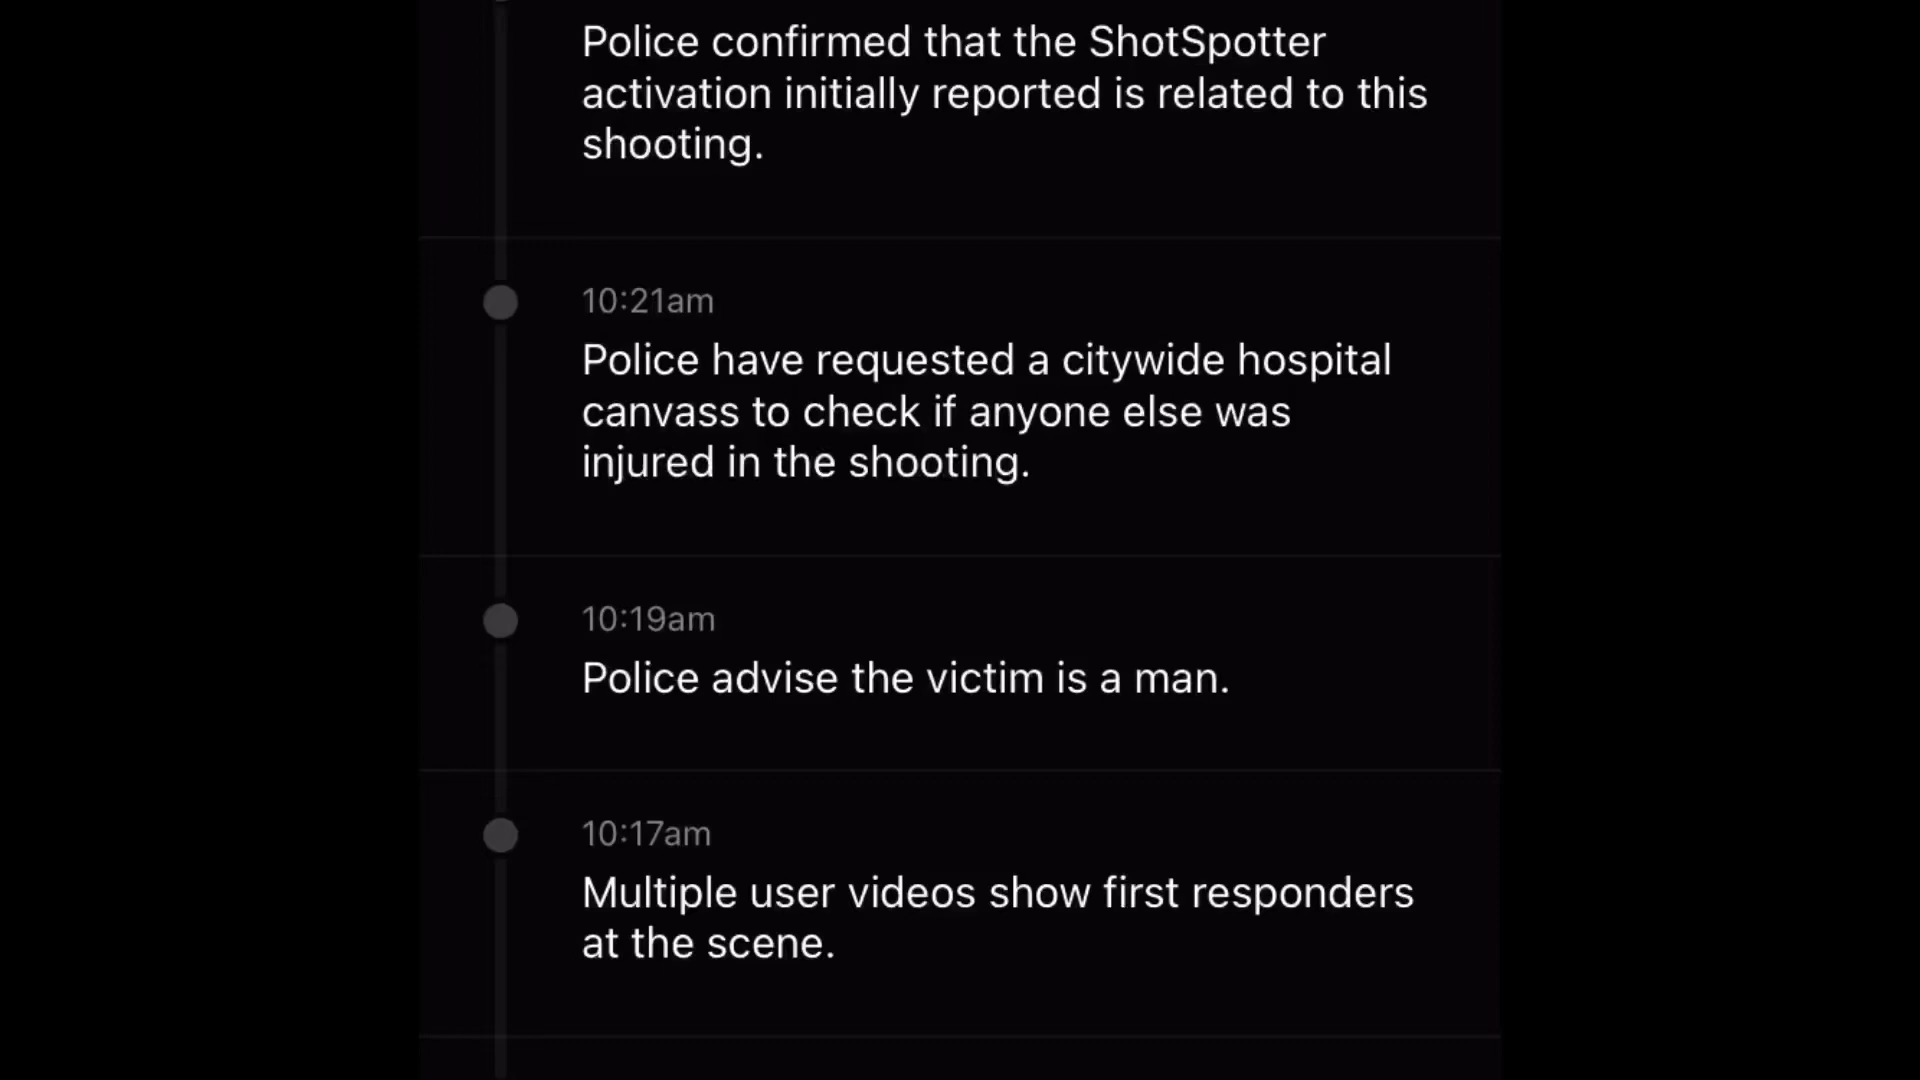 Police confirmed that the ShotSpotter
activation initially reported is related to this
shooting.
10:21am
Police have requested a citywide hospital
canvass to check if anyone else was
injured in the shooting.
10:19am
Police advise the victim is a man.
10:17am
Multiple user videos show first responders
at the scene.